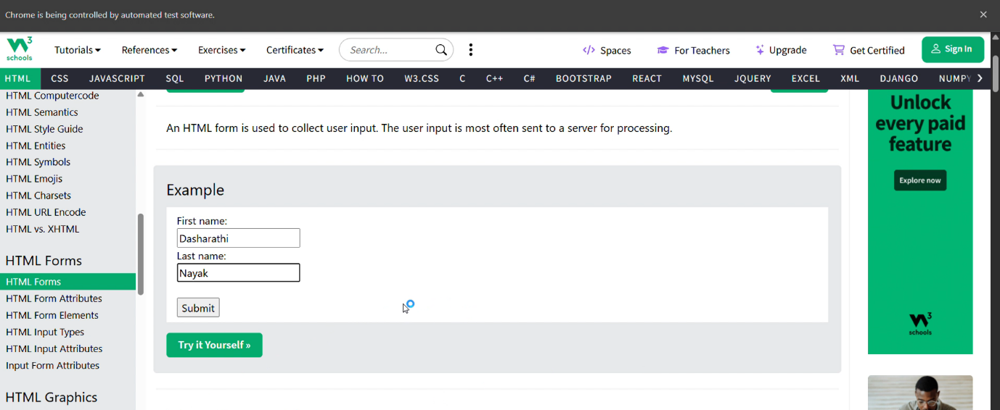 Chrome is being controlled by automated test software.
W3 schools
Tutorials References Exercises Certificates Search... Spaces For Teachers Upgrade Get Certified Sign In
HTML CSS JAVASCRIPT SQL PYTHON JAVA PHP HOW TO W3.CSS C C++ C# BOOTSTRAP REACT MYSQL JQUERY EXCEL XML DJANGO NUMPY
HTML Computercode
HTML Semantics
HTML Style Guide
HTML Entities
HTML Symbols
HTML Emojis
HTML Charsets
HTML URL Encode
HTML vs. XHTML
HTML Forms
HTML Forms
HTML Form Attributes
HTML Form Elements
HTML Input Types
HTML Input Attributes
Input Form Attributes
HTML Graphics
An HTML form is used to collect user input. The user input is most often sent to a server for processing.
Example
First name:
Dasharathi
Last name:
Nayak
Submit
Try it Yourself »
Unlock
every paid
feature
Explore now
W3
schools